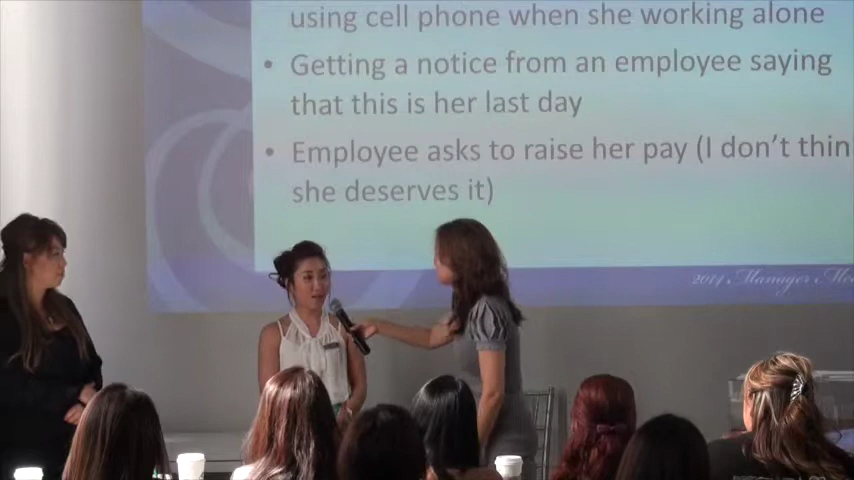 using cell phone when she working alone
• Getting a notice from an employee saying
that this is her last day
• Employee asks to raise her pay (I don't thin
she deserves it)
2014 Manager Me